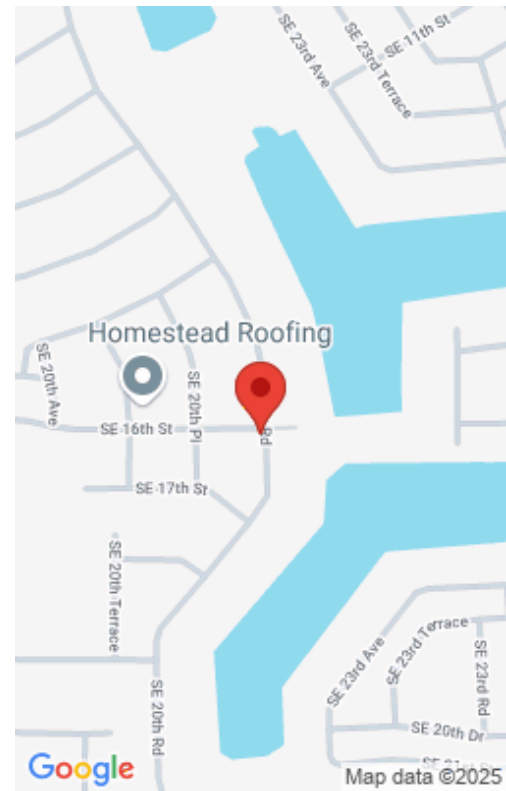 SE 23rd Ave
SE 23rd Terrace
SE 11th St
Homestead Roofing
SE 20th Ave
SE 20th Pl
SE 16th St
Rd
SE 17th St
SE 20th Terrace
SE 20th Rd
SE 23rd Ave
SE 23rd Terrace
SE 23rd Rd
SE 20th Dr
Google
Map data ©2025